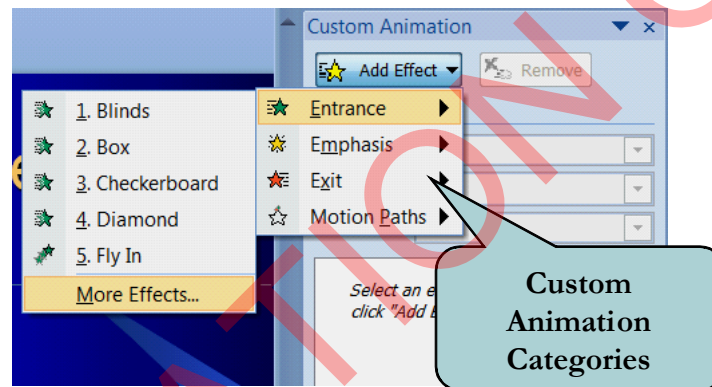 Custom Animation
Add Effect
Remove
1. Blinds
2. Box
3. Checkerboard
4. Diamond
5. Fly In
More Effects...
Entrance
Emphasis
Exit
Motion Paths
Select an e
click "Add
Custom
Animation
Categories